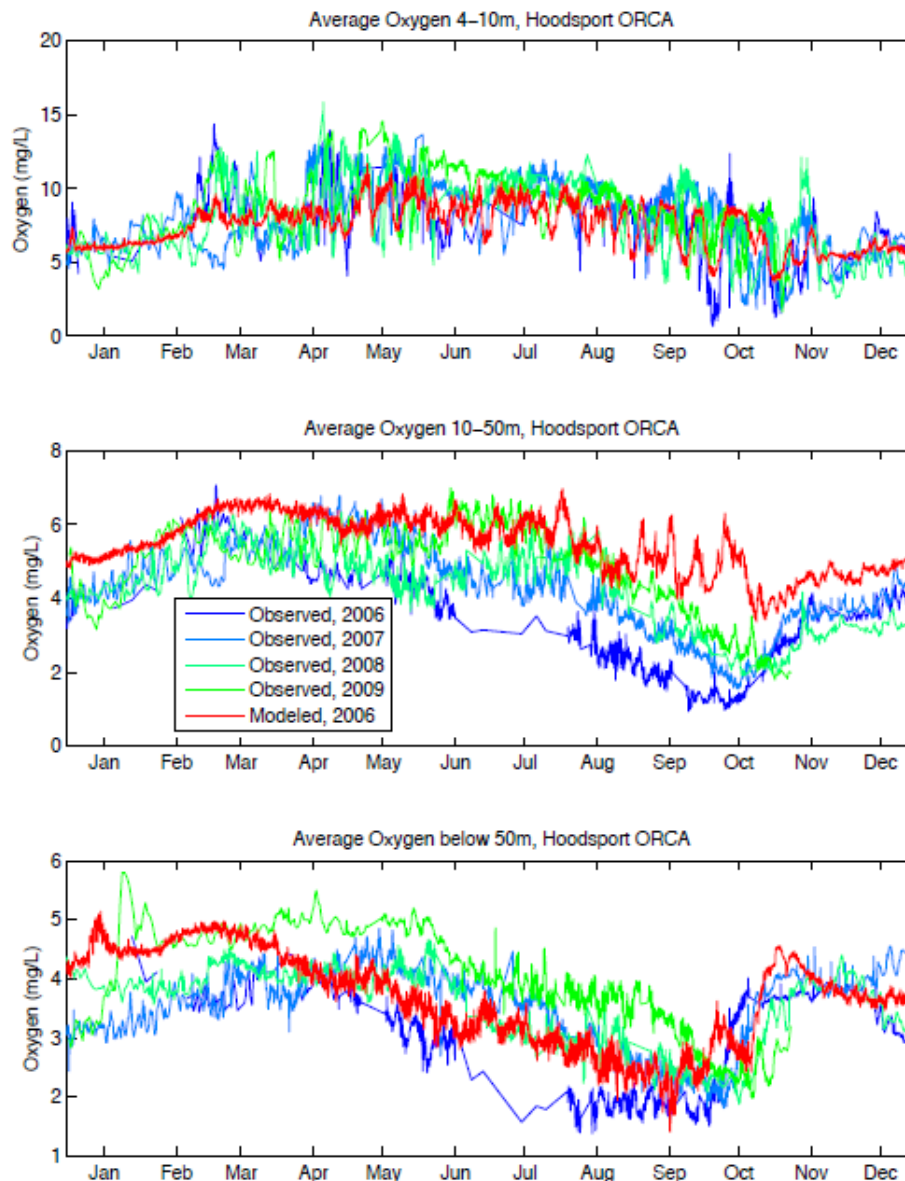 Average Oxygen 4−10m, Hoodsport ORCA
20
15
10
5
0
Oxygen (mg/L)
Jan Feb Mar Apr May Jun Jul Aug Sep Oct Nov Dec
Average Oxygen 10−50m, Hoodsport ORCA
8
6
4
2
0
Oxygen (mg/L)
Observed, 2006
Observed, 2007
Observed, 2008
Observed, 2009
Modeled, 2006
Jan Feb Mar Apr May Jun Jul Aug Sep Oct Nov Dec
Average Oxygen below 50m, Hoodsport ORCA
6
5
4
3
2
1
Oxygen (mg/L)
Jan Feb Mar Apr May Jun Jul Aug Sep Oct Nov Dec